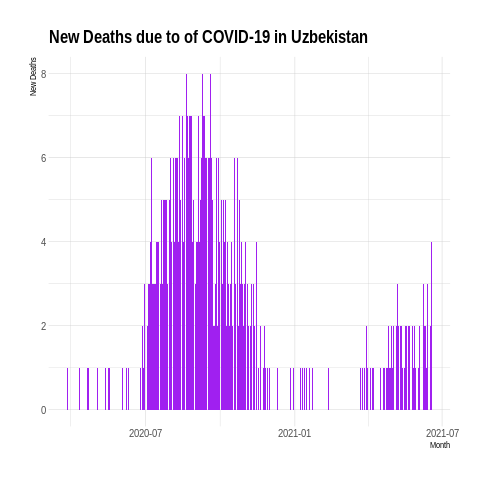 New Deaths due to of COVID-19 in Uzbekistan
New Deaths
8
6
4
2
0
2020-07
2021-01
2021-07
Month